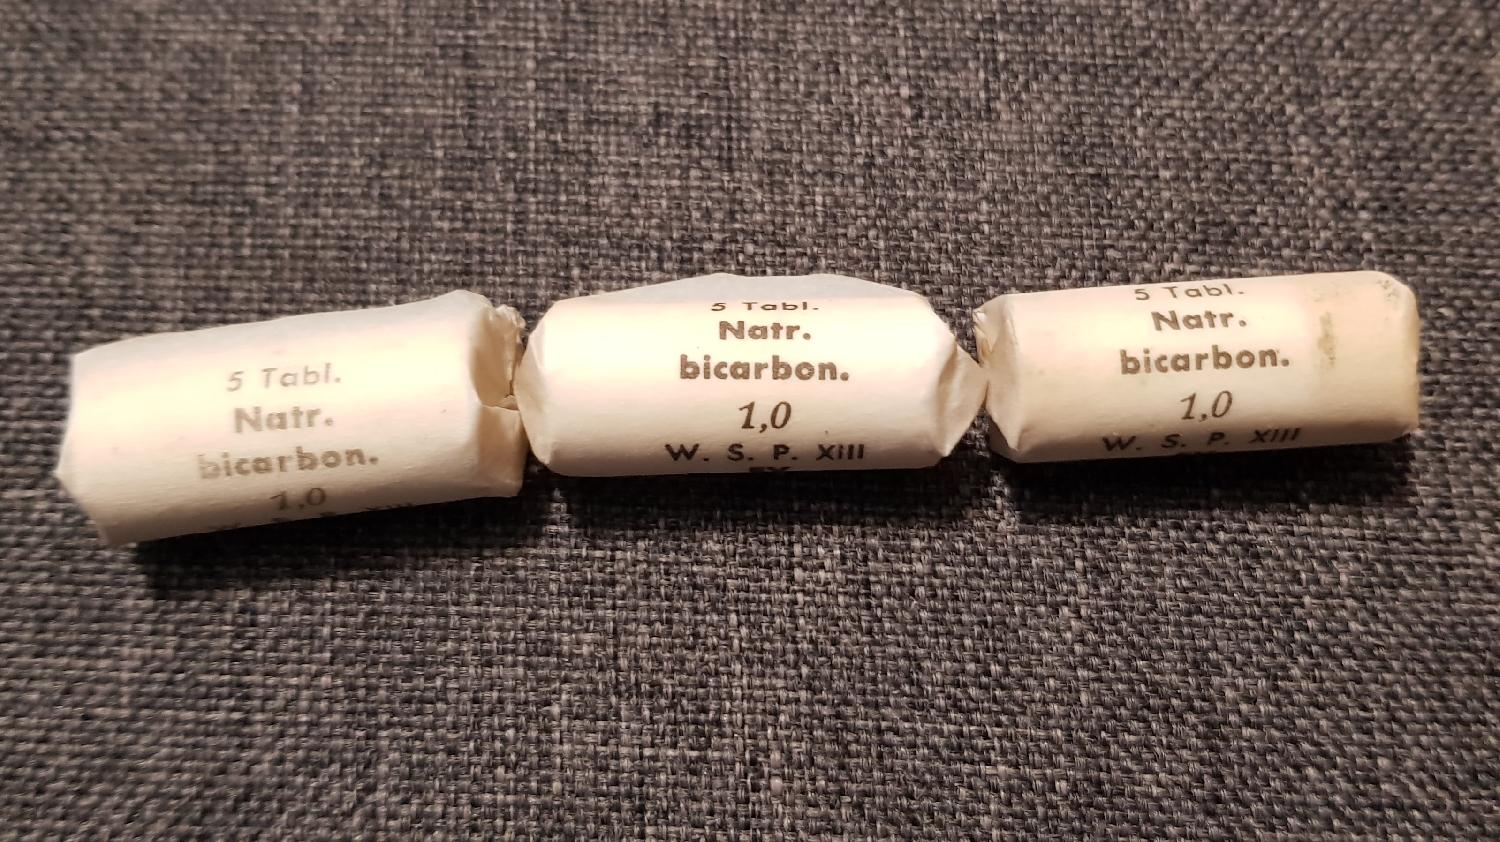 5 Tabl.
Natr.
bicarbon.
1,0
W. S. P. XIII
5 Tabl.
Natr.
bicarbon.
1,0
W. S. P. XIII
5 Tabl.
Natr.
bicarbon.
1,0
W. S. P. XIII